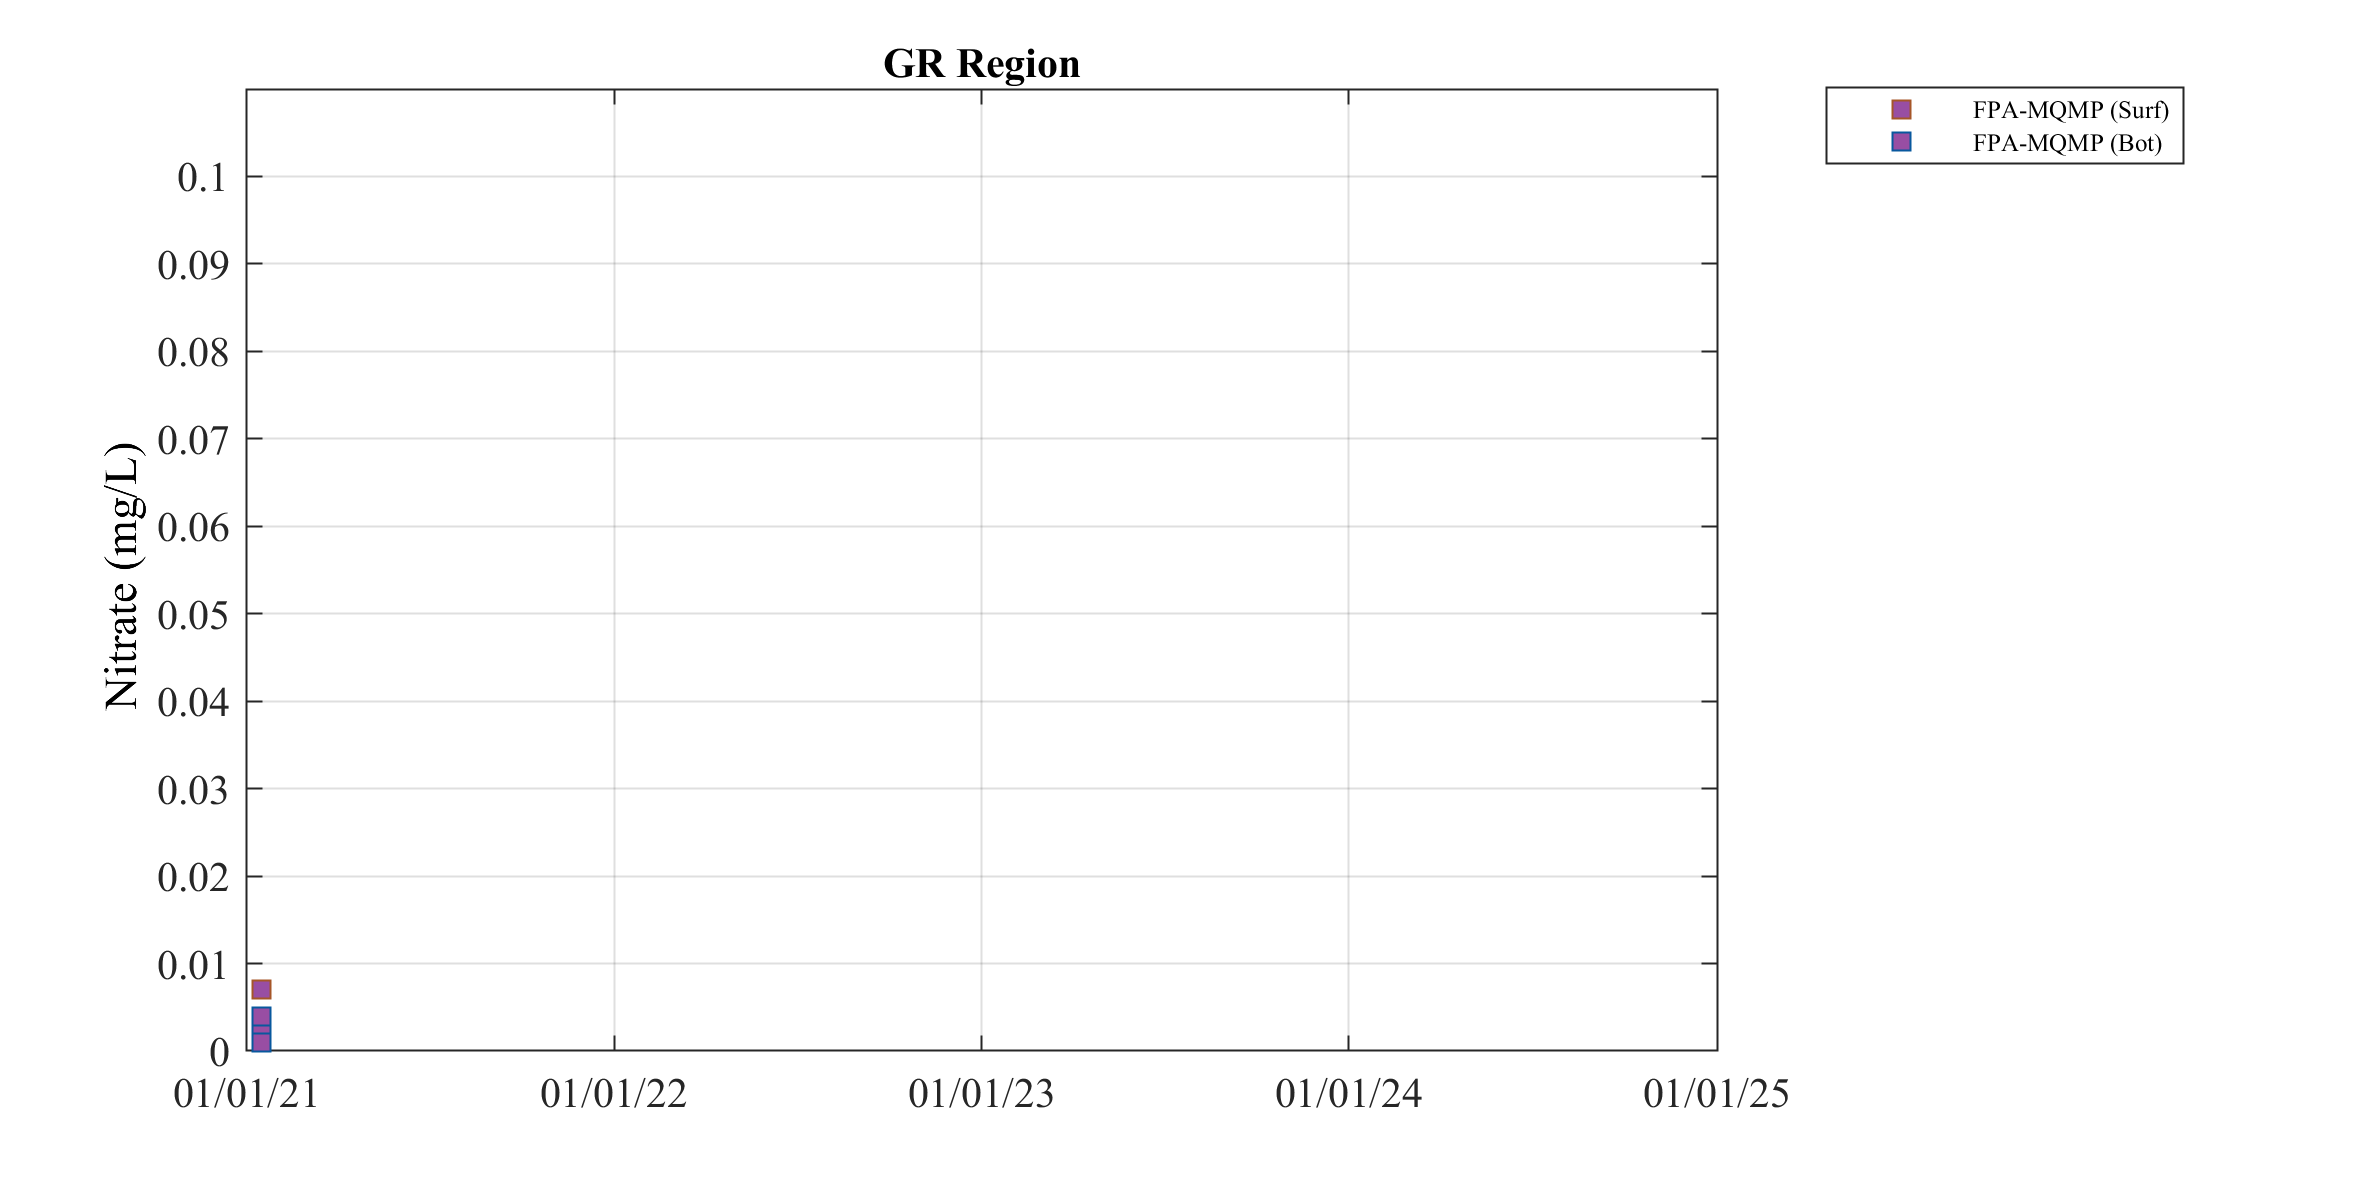 GR Region
FPA-MQMP (Surf)
FPA-MQMP (Bot)
Nitrate (mg/L)
0.1
0.09
0.08
0.07
0.06
0.05
0.04
0.03
0.02
0.01
0
01/01/21 01/01/22 01/01/23 01/01/24 01/01/25